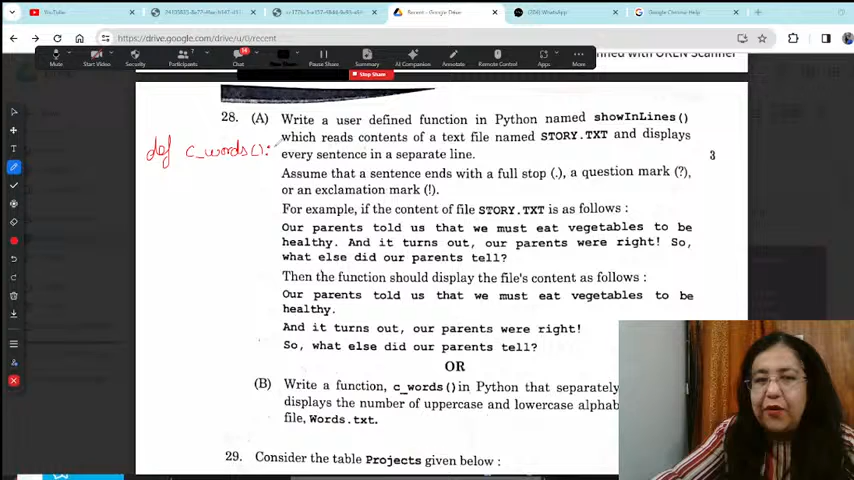 YouTube
Recent - Google Drive
WhatsApp
Google Chrome Help
https://drive.google.com/drive/u/0/recent
Mute
Start Video
Security
Participants
Chat
Pause Share
Summary
AI Companion
Annotate
Remote Control
Apps
More
Stop Share
28. (A) Write a user defined function in Python named showInLines()
which reads contents of a text file named STORY.TXT and displays
every sentence in a separate line.
3
def c_words():
Assume that a sentence ends with a full stop (.), a question mark (?),
or an exclamation mark (!).
For example, if the content of file STORY.TXT is as follows :
Our parents told us that we must eat vegetables to be
healthy. And it turns out, our parents were right! So,
what else did our parents tell?
Then the function should display the file's content as follows :
Our parents told us that we must eat vegetables to be
healthy.
And it turns out, our parents were right!
So, what else did our parents tell?
OR
(B) Write a function, c_words() in Python that separately
displays the number of uppercase and lowercase
file, Words.txt.
29. Consider the table Projects given below :